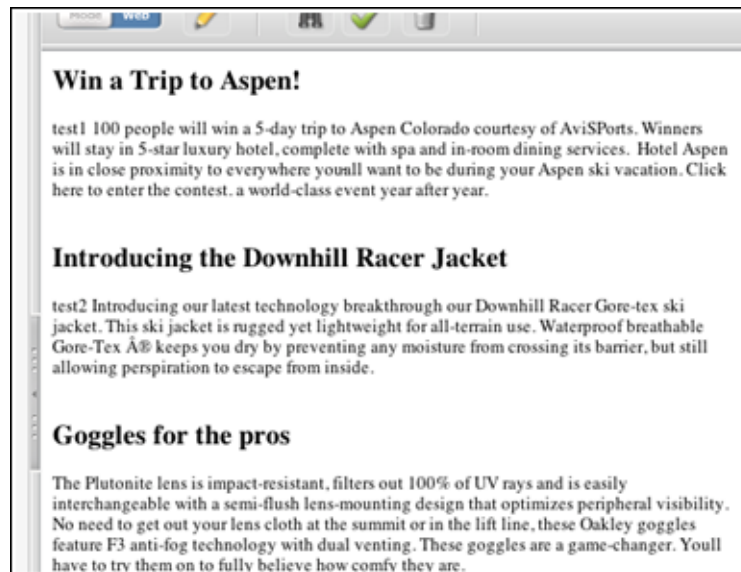 Mode Web
Win a Trip to Aspen!
test1 100 people will win a 5-day trip to Aspen Colorado courtesy of AviSPorts. Winners
will stay in 5-star luxury hotel, complete with spa and in-room dining services. Hotel Aspen
is in close proximity to everywhere youall want to be during your Aspen ski vacation. Click
here to enter the contest. a world-class event year after year.
Introducing the Downhill Racer Jacket
test2 Introducing our latest technology breakthrough our Downhill Racer Gore-tex ski
jacket. This ski jacket is rugged yet lightweight for all-terrain use. Waterproof breathable
Gore-Tex Â® keeps you dry by preventing any moisture from crossing its barrier, but still
allowing perspiration to escape from inside.
Goggles for the pros
The Plutonite lens is impact-resistant, filters out 100% of UV rays and is easily
interchangeable with a semi-flush lens-mounting design that optimizes peripheral visibility.
No need to get out your lens cloth at the summit or in the lift line, these Oakley goggles
feature F3 anti-fog technology with dual venting. These goggles are a game-changer. Youll
have to try them on to fully believe how comfy they are.